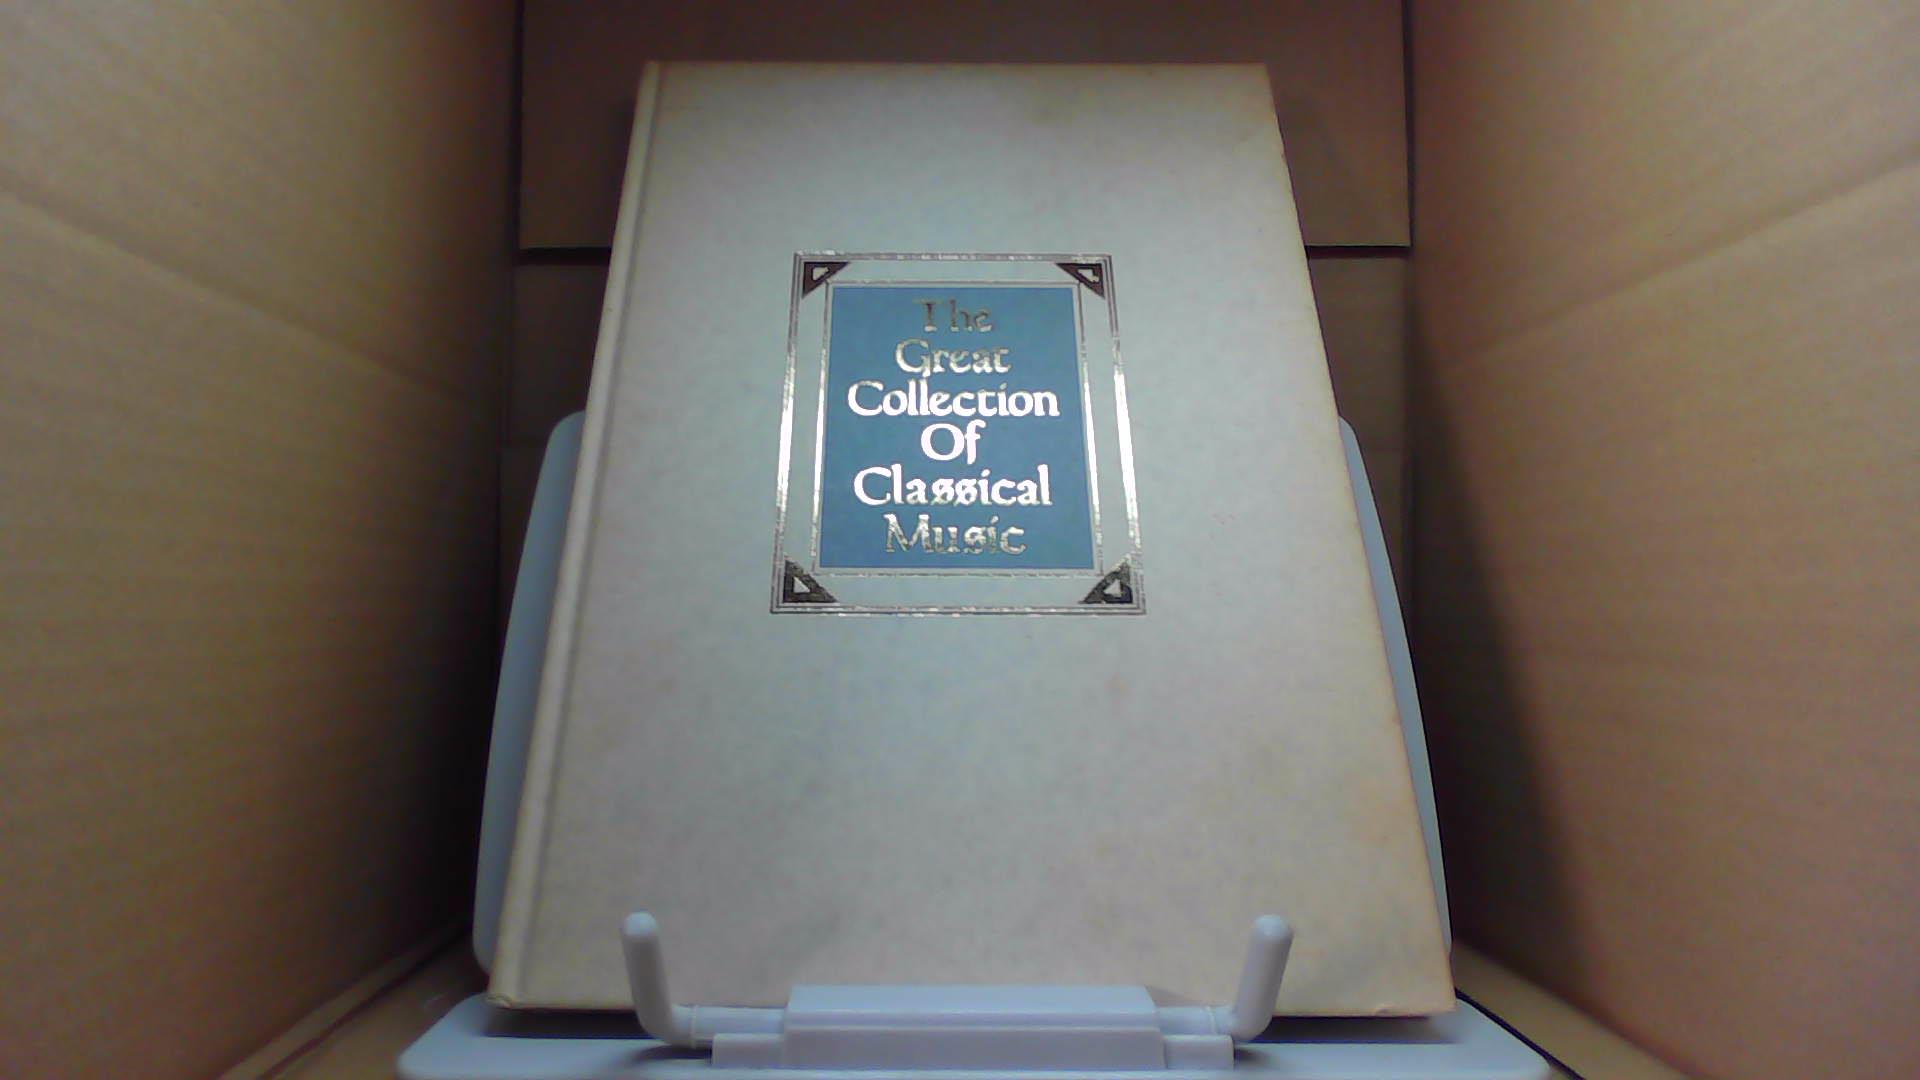 The
Great
Collection
Of
Classical
Music